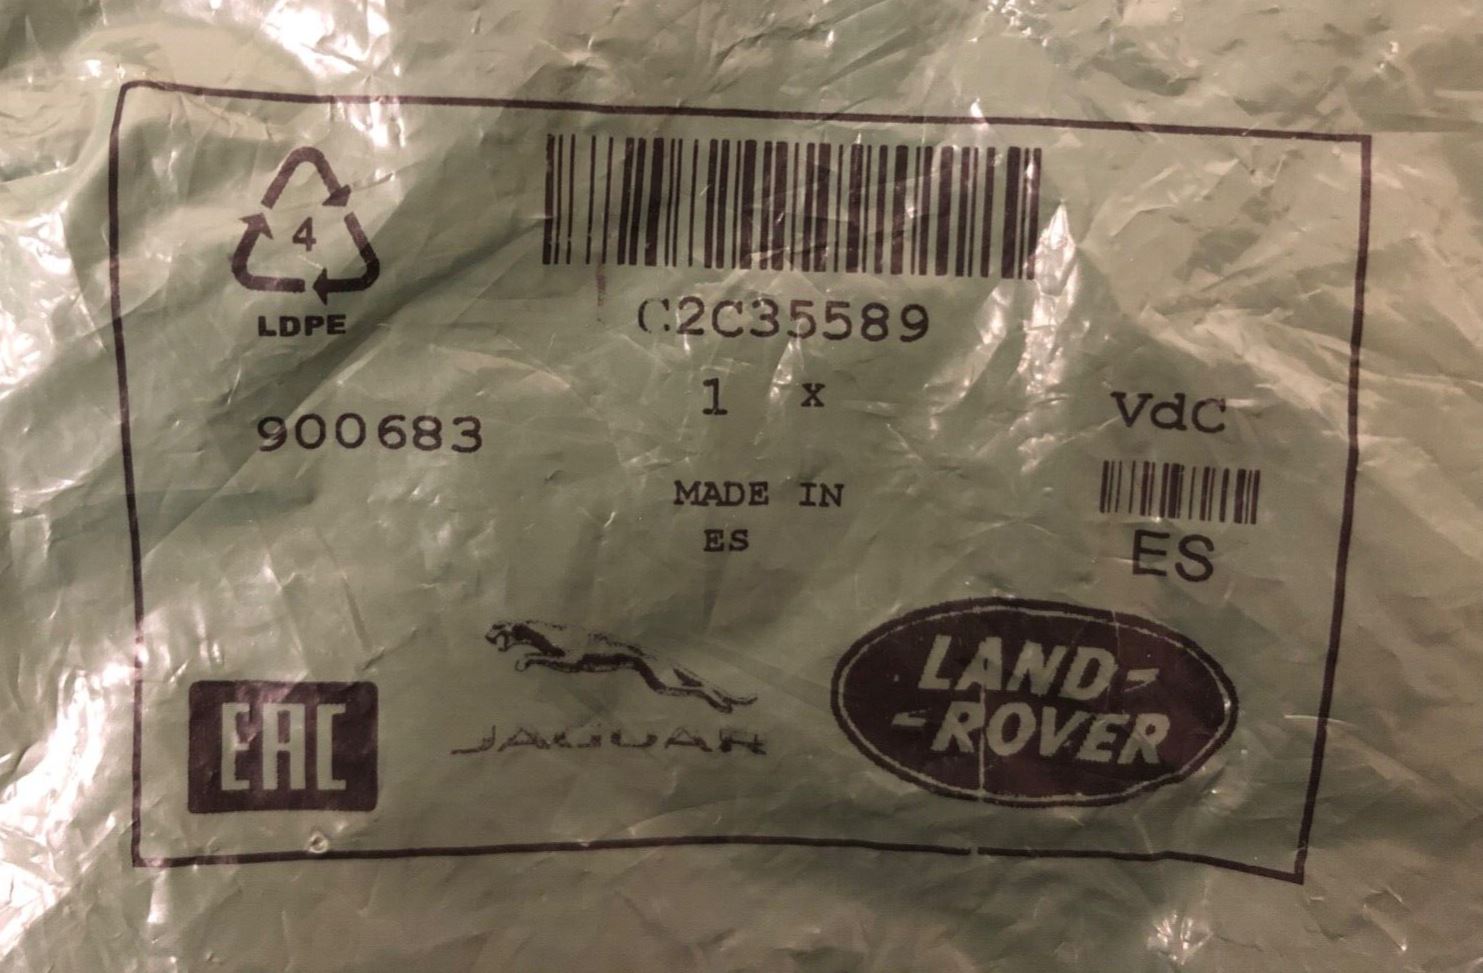 4
LDPE
C2C35589
1 x
900683
VdC
MADE IN
ES
ES
EAC
JAGUAR
LAND-
-ROVER